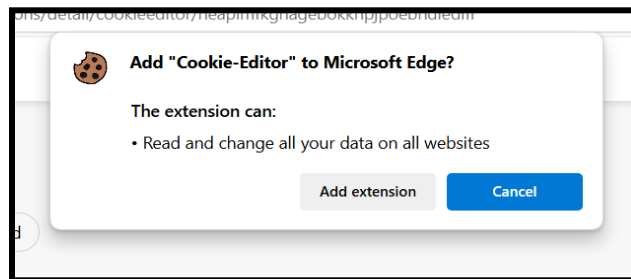 Add "Cookie-Editor" to Microsoft Edge?
The extension can:
• Read and change all your data on all websites
Add extension
Cancel
d